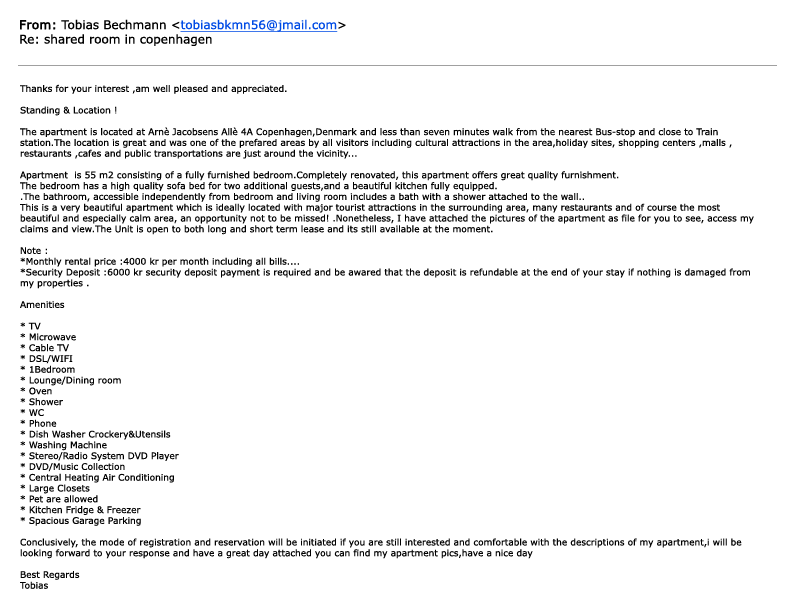 From: Tobias Bechmann <tobiasbkmn56@jmail.com>
Re: shared room in copenhagen
Thanks for your interest ,am well pleased and appreciated.
Standing & Location !
The apartment is located at Arnè Jacobsens Allè 4A Copenhagen,Denmark and less than seven minutes walk from the nearest Bus-stop and close to Train
station.The location is great and was one of the prefared areas by all visitors including cultural attractions in the area,holiday sites, shopping centers ,malls ,
restaurants ,cafes and public transportations are just around the vicinity...
Apartment  is 55 m2 consisting of a fully furnished bedroom.Completely renovated, this apartment offers great quality furnishment.
The bedroom has a high quality sofa bed for two additional guests,and a beautiful kitchen fully equipped.
.The bathroom, accessible independently from bedroom and living room includes a bath with a shower attached to the wall..
This is a very beautiful apartment which is ideally located with major tourist attractions in the surrounding area, many restaurants and of course the most
beautiful and especially calm area, an opportunity not to be missed! .Nonetheless, I have attached the pictures of the apartment as file for you to see, access my
claims and view.The Unit is open to both long and short term lease and its still available at the moment.
Note :
*Monthly rental price :4000 kr per month including all bills....
*Security Deposit :6000 kr security deposit payment is required and be awared that the deposit is refundable at the end of your stay if nothing is damaged from
my properties .
Amenities
* TV
* Microwave
* Cable TV
* DSL/WIFI
* 1Bedroom
* Lounge/Dining room
* Oven
* Shower
* WC
* Phone
* Dish Washer Crockery&Utensils
* Washing Machine
* Stereo/Radio System DVD Player
* DVD/Music Collection
* Central Heating Air Conditioning
* Large Closets
* Pet are allowed
* Kitchen Fridge & Freezer
* Spacious Garage Parking
Conclusively, the mode of registration and reservation will be initiated if you are still interested and comfortable with the descriptions of my apartment,i will be
looking forward to your response and have a great day attached you can find my apartment pics,have a nice day
Best Regards
Tobias